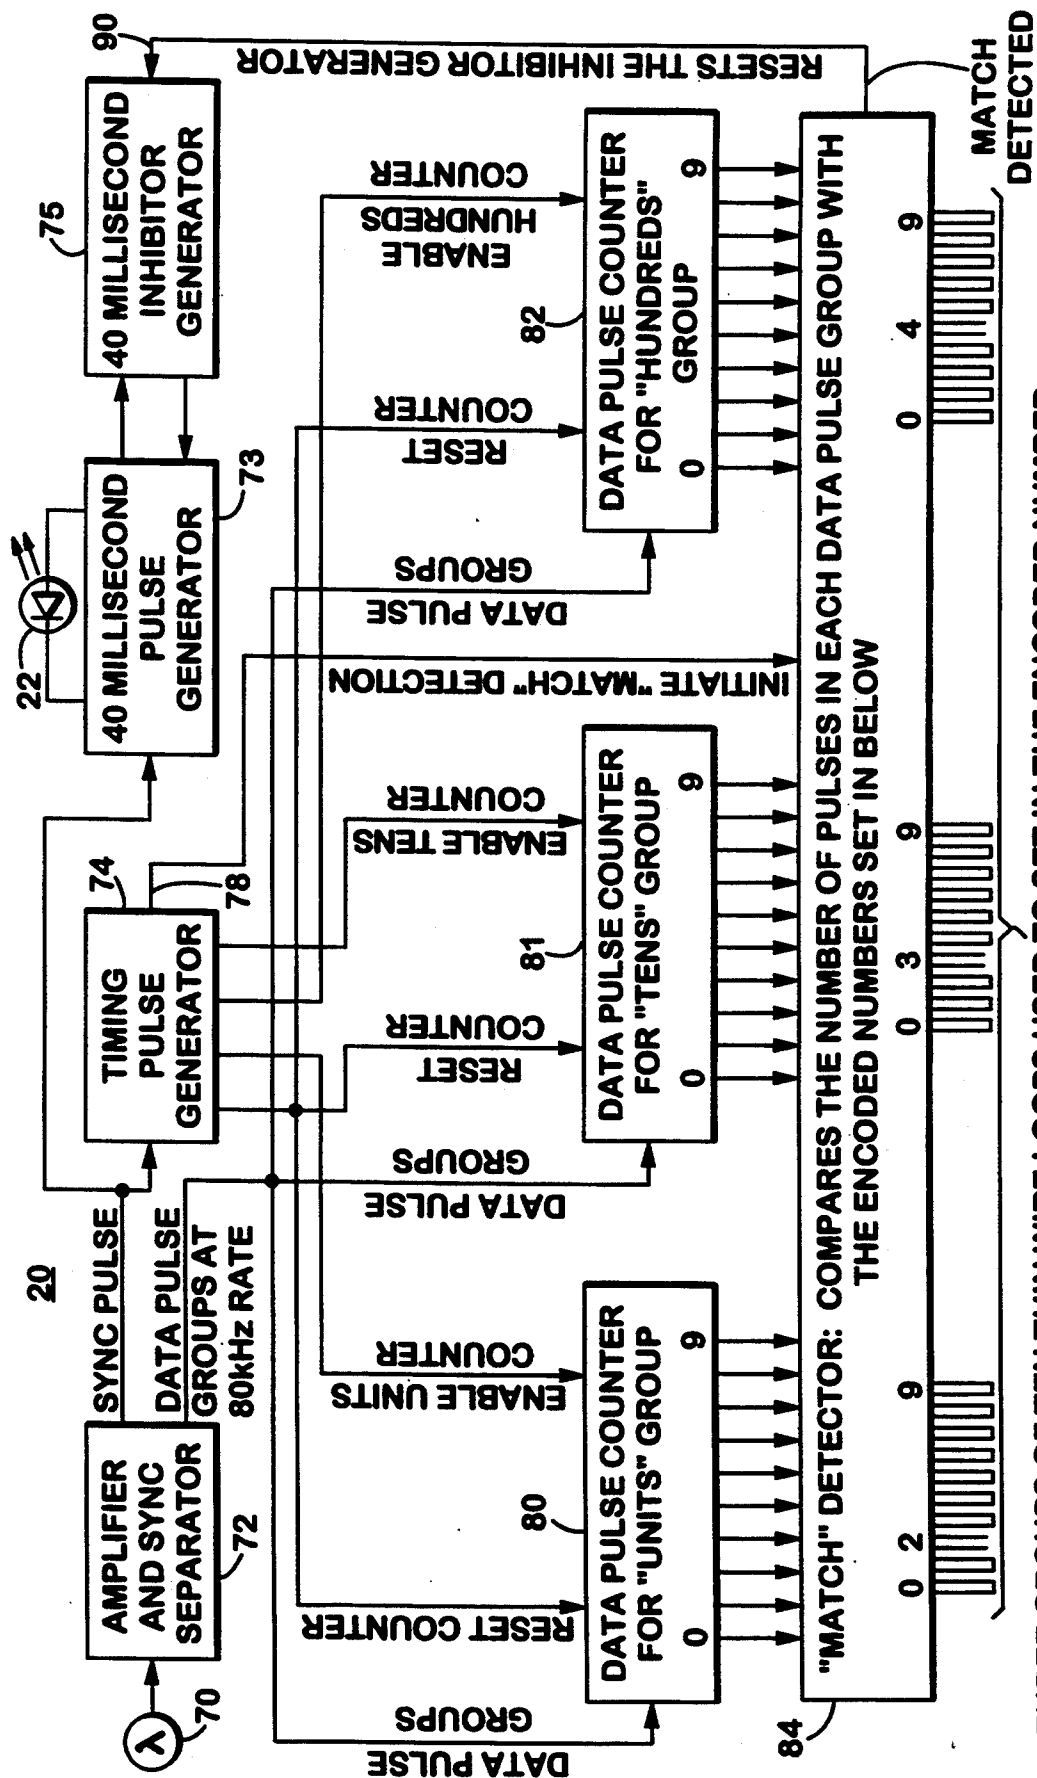 20
λ
70
AMPLIFIER
AND SYNC
SEPARATOR
72
SYNC PULSE
DATA PULSE
GROUPS AT
80kHz RATE
TIMING
PULSE
GENERATOR
74
78
22
40 MILLISECOND
PULSE
GENERATOR
73
40 MILLISECOND
INHIBITOR
GENERATOR
75
90
RESETS THE INHIBITOR GENERATOR
DATA PULSE
GROUPS
RESET COUNTER
ENABLE UNITS
COUNTER
DATA PULSE
GROUPS
RESET
COUNTER
ENABLE TENS
COUNTER
INITIATE "MATCH" DETECTION
DATA PULSE
GROUPS
RESET
COUNTER
ENABLE
HUNDREDS
COUNTER
80
DATA PULSE COUNTER
FOR "UNITS" GROUP
0 9
81
DATA PULSE COUNTER
FOR "TENS" GROUP
0 9
82
DATA PULSE COUNTER
FOR "HUNDREDS"
GROUP
0 9
84
"MATCH" DETECTOR: COMPARES THE NUMBER OF PULSES IN EACH DATA PULSE GROUP WITH
THE ENCODED NUMBERS SET IN BELOW
0 2 9
0 3 9
0 4 9
MATCH
DETECTED